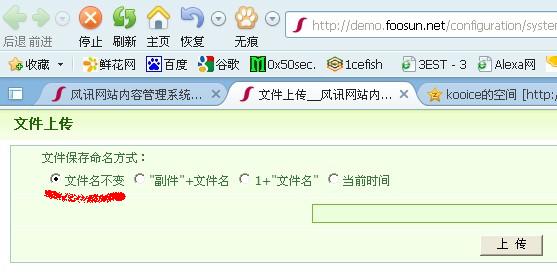 http://demo.foosun.net/configuration/system
后退 前进 停止 刷新 主页 恢复 无痕
收藏 鲜花网 百度 谷歌 0x50sec. 1cefish 3EST - 3 Alexa网
风讯网站内容管理系统... 文件上传__风讯网站内... kooice的空间 [http:/
文件上传
文件保存命名方式：
文件名不变 "副件"+文件名 1+"文件名" 当前时间
上 传